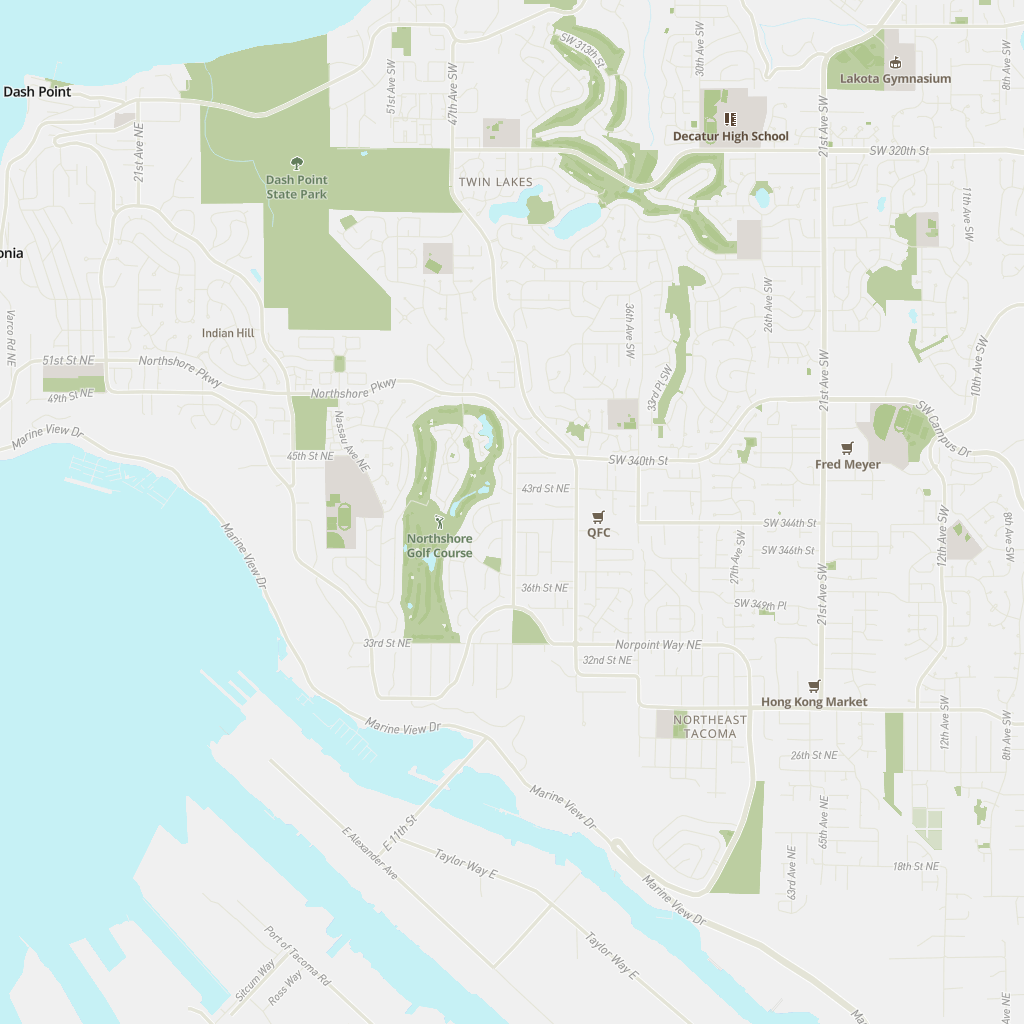 SW 313th St
30th Ave SW
8th Ave SW
51st Ave SW
47th Ave SW
Lakota Gymnasium
Dash Point
Decatur High School
21st Ave SW
21st Ave NE
SW 320th St
Dash Point
State Park
TWIN LAKES
11th Ave SW
onia
26th Ave SW
36th Ave SW
Varco Rd NE
Indian Hill
51st St NE
Northshore Pkwy
Northshore Pkwy
10th Ave SW
21st Ave SW
33rd Pl SW
49th St NE
SW Campus Dr
Nassau Ave NE
Marine View Dr
45th St NE
SW 340th St
Fred Meyer
43rd St NE
QFC
SW 344th St
Northshore
Golf Course
12th Ave SW
8th Ave SW
Marine View Dr
27th Ave SW
SW 346th St
36th St NE
21st Ave SW
SW 349th Pl
33rd St NE
Norpoint Way NE
32nd St NE
Hong Kong Market
Marine View Dr
NORTHEAST
TACOMA
12th Ave SW
8th Ave SW
26th St NE
Marine View Dr
E 11th St
E Alexander Ave
65th Ave NE
Taylor Way E
63rd Ave NE
18th St NE
Marine View Dr
Port of Tacoma Rd
Taylor Way E
Sitcum Way
Ross Way
Ave NE
Ma